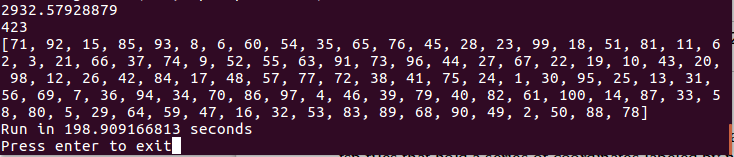 2932.57928879
423
[71, 92, 15, 85, 93, 8, 6, 60, 54, 35, 65, 76, 45, 28, 23, 99, 18, 51, 81, 11, 6
2, 3, 21, 66, 37, 74, 9, 52, 55, 63, 91, 73, 96, 44, 27, 67, 22, 19, 10, 43, 20,
 98, 12, 26, 42, 84, 17, 48, 57, 77, 72, 38, 41, 75, 24, 1, 30, 95, 25, 13, 31,
56, 69, 7, 36, 94, 34, 70, 86, 97, 4, 46, 39, 79, 40, 82, 61, 100, 14, 87, 33, 5
8, 80, 5, 29, 64, 59, 47, 16, 32, 53, 83, 89, 68, 90, 49, 2, 50, 88, 78]
Run in 198.909166813 seconds
Press enter to exit